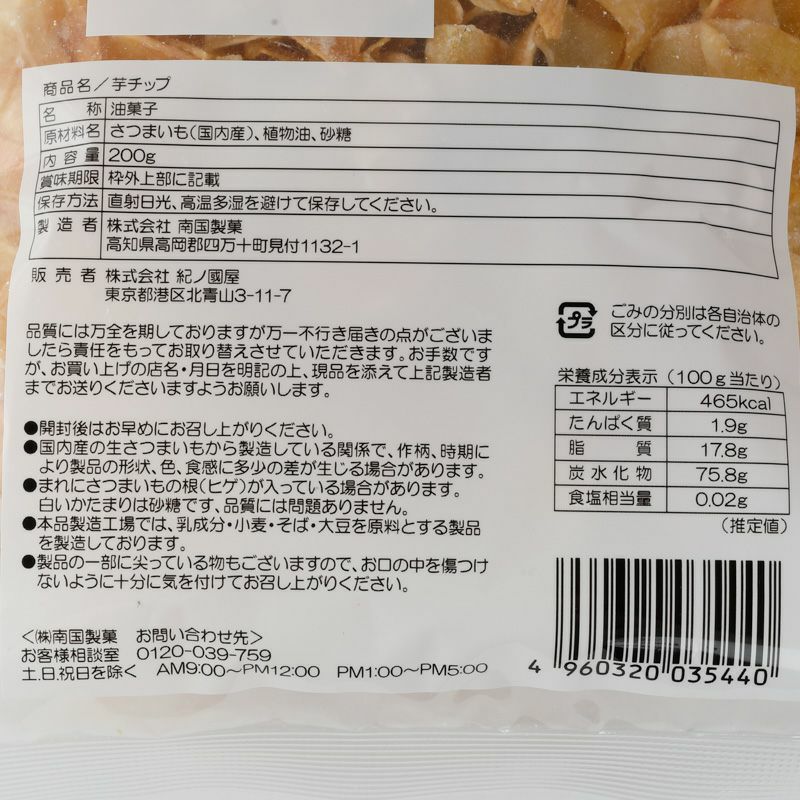 商品名/芋チップ
名 称 油菓子
原材料名 さつまいも(国内産)、植物油、砂糖
内容量 200g
賞味期限 枠外上部に記載
保存方法 直射日光、高温多湿を避けて保存してください。
製造者 株式会社 南国製菓
高知県高岡郡四万十町見付1132-1
販売者 株式会社 紀ノ國屋
東京都港区北青山3-11-7
品質には万全を期しておりますが万一不行き届きの点がございま
したら責任をもってお取り替えさせていただきます。お手数です
が、お買い上げの店名・月日を明記の上、現品を添えて上記製造者
までお送りくださいますようお願いします。
●開封後はお早めにお召し上がりください。
●国内産の生さつまいもから製造している関係で、作柄、時期に
より製品の形状、色、食感に多少の差が生じる場合があります。
●まれにさつまいもの根(ヒゲ)が入っている場合があります。
白いかたまりは砂糖です、品質には問題ありません。
●本品製造工場では、乳成分・小麦・そば・大豆を原料とする製品
を製造しております。
●製品の一部に尖っている物もございますので、お口の中を傷つけ
ないように十分に気を付けてお召し上がりください。
<㈱南国製菓 お問い合わせ先>
お客様相談室 0120-039-759
土.日.祝日を除く AM9:00~PM12:00 PM1:00~PM5:00
プラ
ごみの分別は各自治体の
区分に従ってください。
栄養成分表示(100g当たり)
エネルギー 465kcal
たんぱく質 1.9g
脂 質 17.8g
炭水化物 75.8g
食塩相当量 0.02g
(推定値)
4 960320 035440